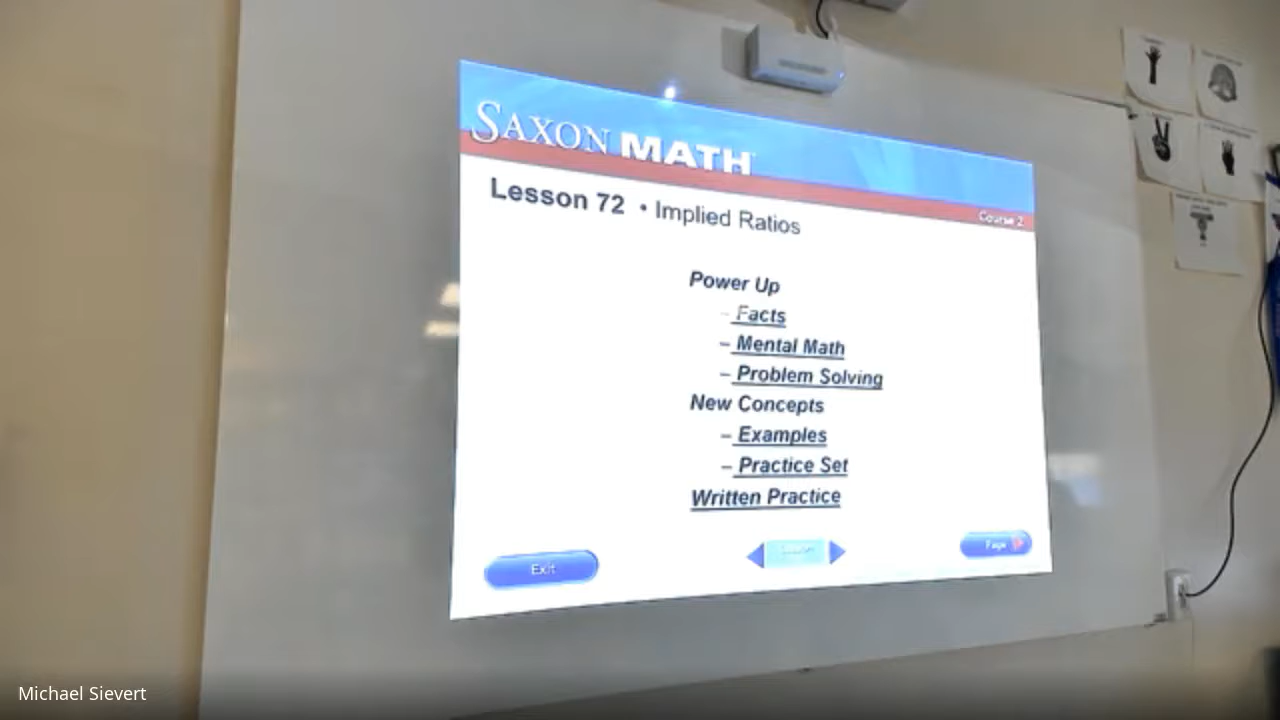 SAXON MATH
Lesson 72 • Implied Ratios
Course 2
Power Up
– Facts
– Mental Math
– Problem Solving
New Concepts
– Examples
– Practice Set
Written Practice
Exit
Page
Michael Sievert